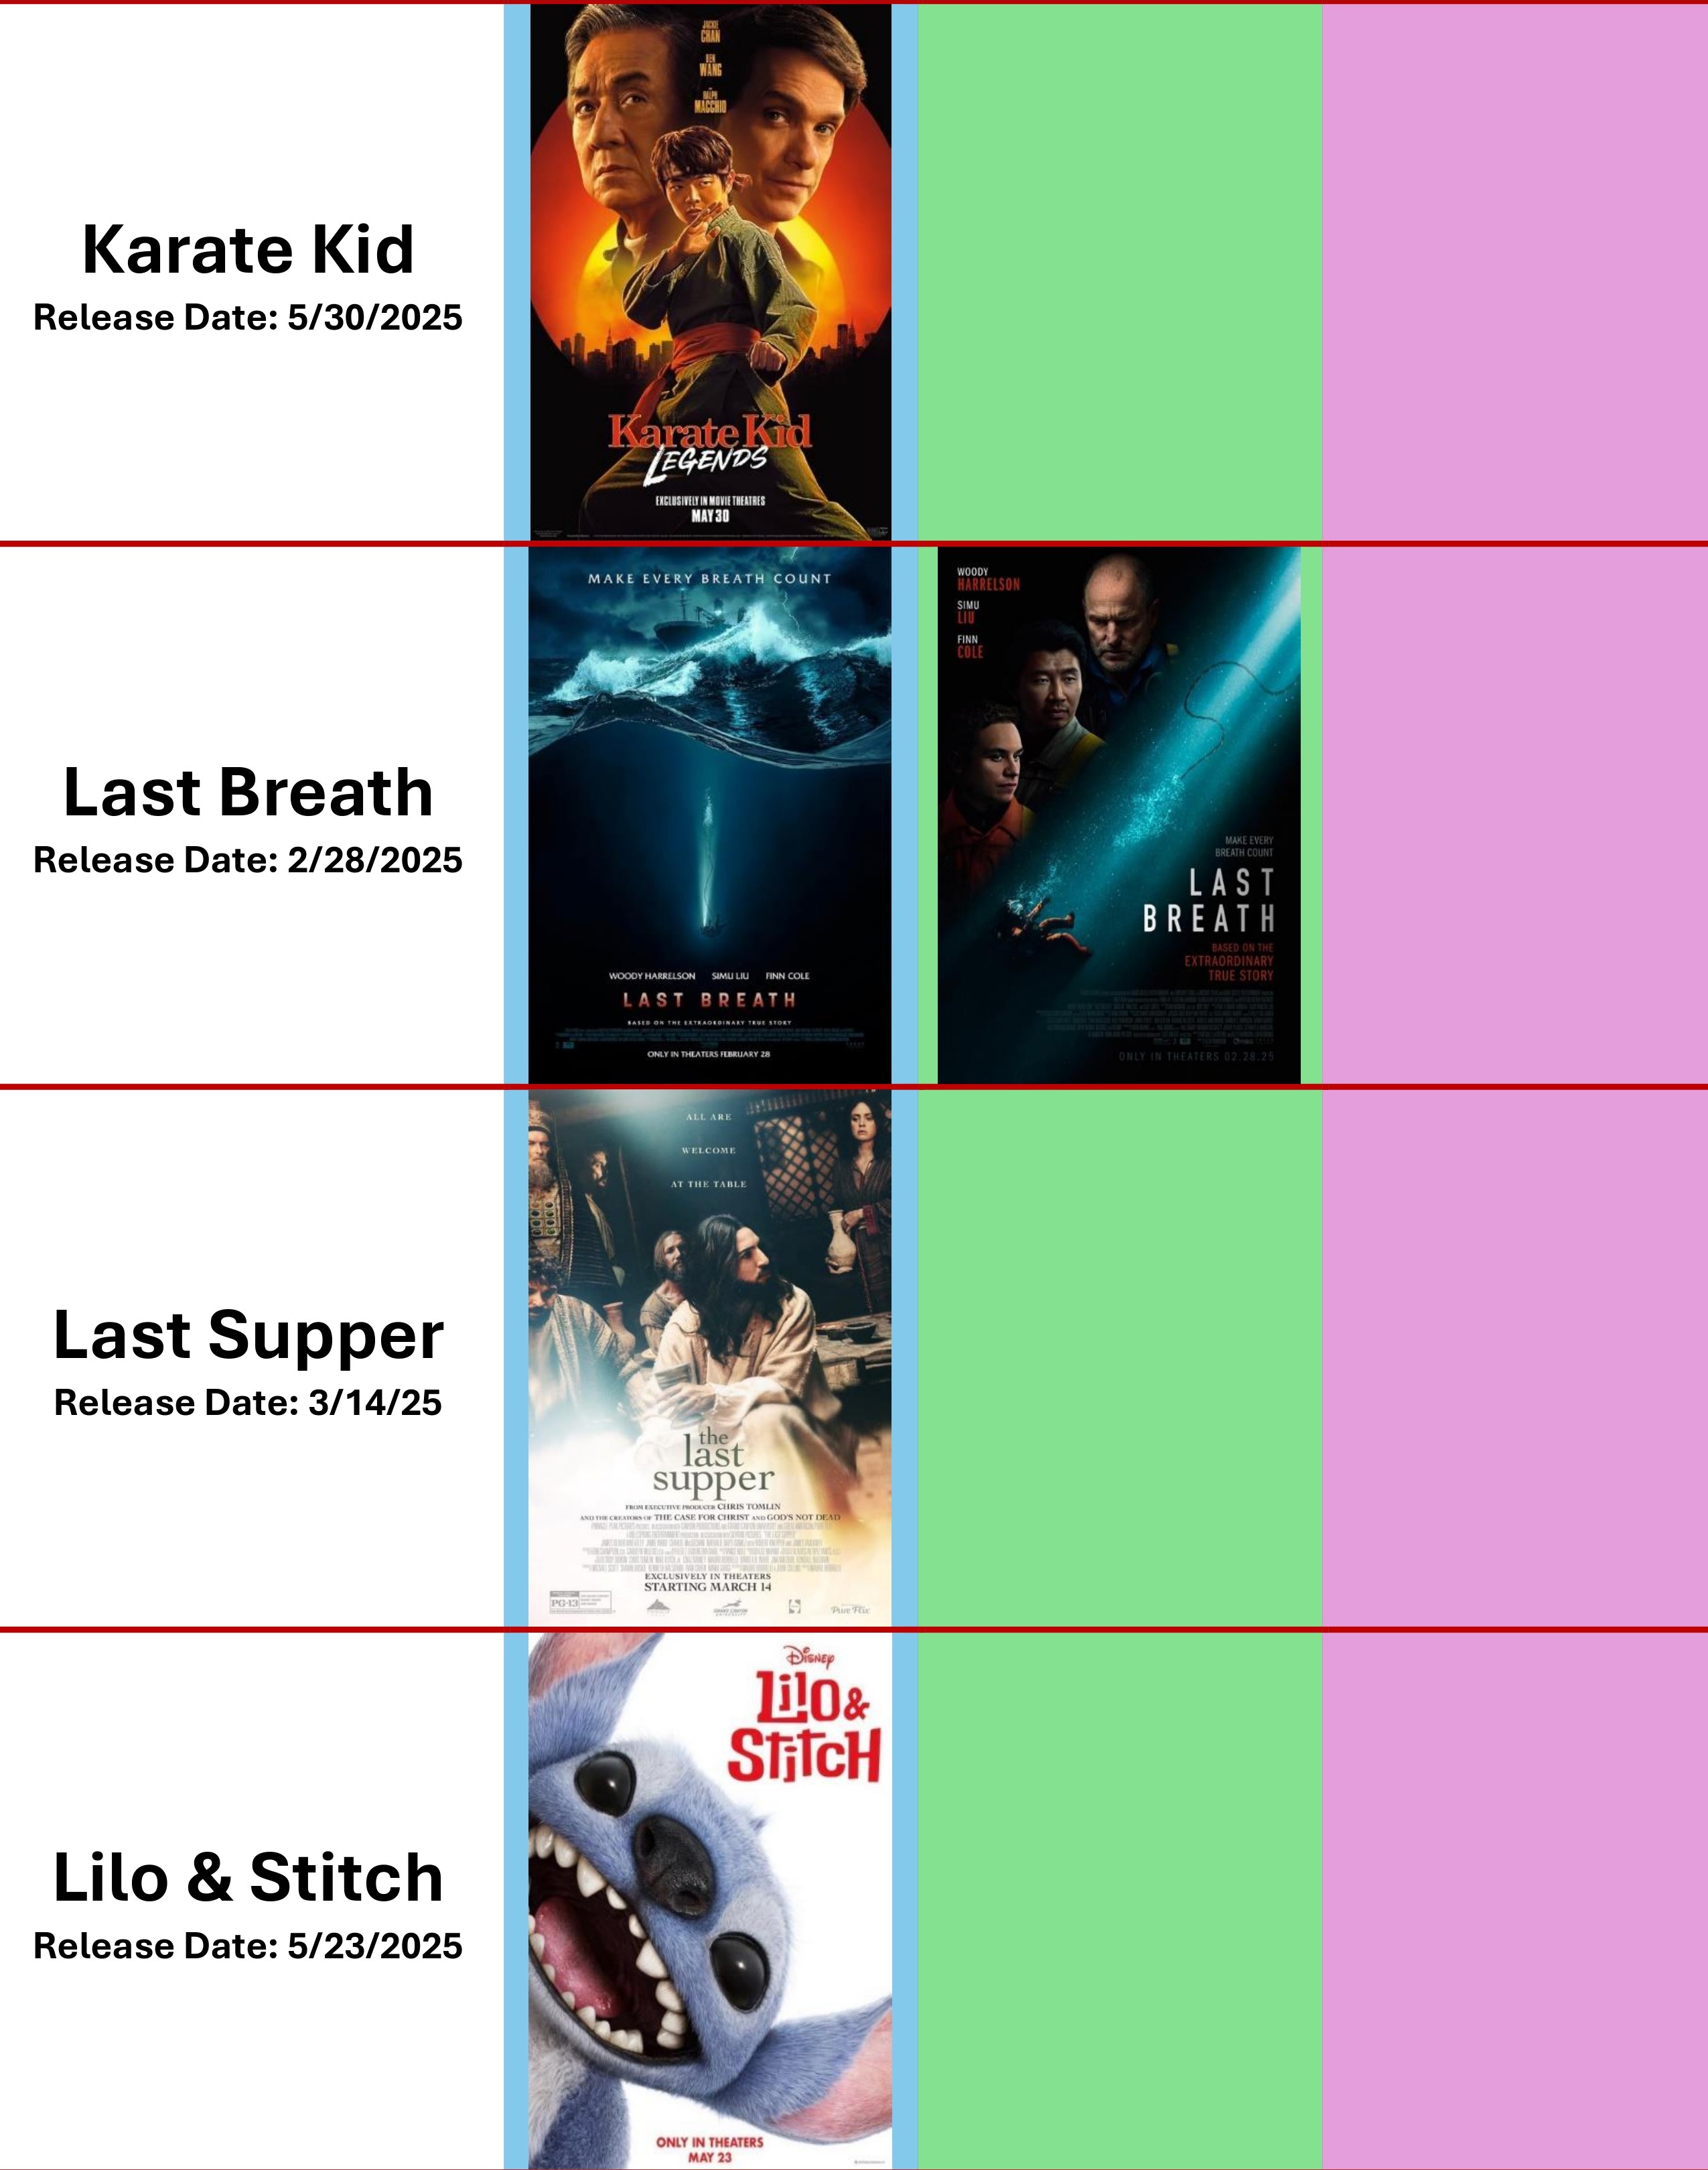 Karate Kid
Release Date: 5/30/2025
JACKIE
CHAN
BEN
WANG
RALPH
MACCHIO
Karate Kid
LEGENDS
EXCLUSIVELY IN MOVIE THEATRES
MAY 30
Last Breath
Release Date: 2/28/2025
MAKE EVERY BREATH COUNT
WOODY HARRELSON SIMU LIU FINN COLE
LAST BREATH
BASED ON THE EXTRAORDINARY TRUE STORY
ONLY IN THEATERS FEBRUARY 28
WOODY
HARRELSON
SIMU
LIU
FINN
COLE
MAKE EVERY
BREATH COUNT
LAST
BREATH
BASED ON THE
EXTRAORDINARY
TRUE STORY
ONLY IN THEATERS 02.28.25
Last Supper
Release Date: 3/14/25
ALL ARE
WELCOME
AT THE TABLE
the
last
supper
FROM EXECUTIVE PRODUCER CHRIS TOMLIN
AND THE CREATORS OF THE CASE FOR CHRIST AND GOD'S NOT DEAD
EXCLUSIVELY IN THEATERS
STARTING MARCH 14
PG-13
Pure Flix
Lilo & Stitch
Release Date: 5/23/2025
DISNEY
Lilo &
Stitch
ONLY IN THEATERS
MAY 23